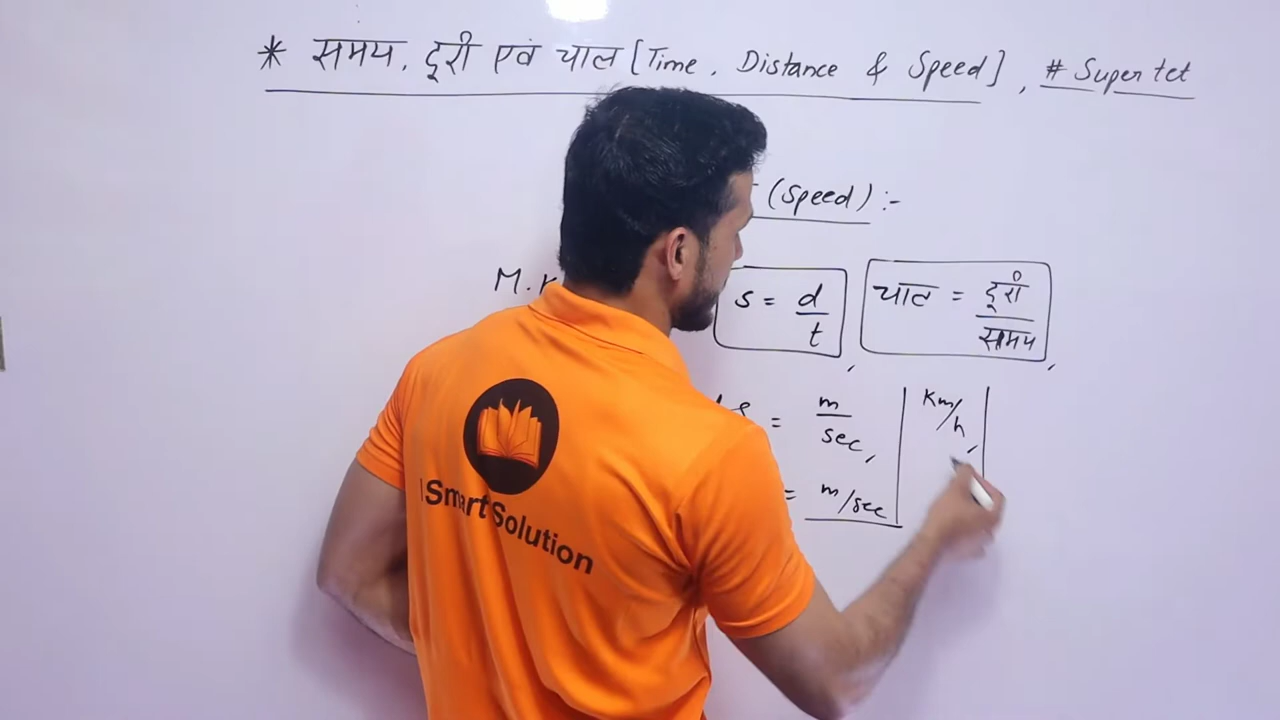 * समय, दूरी एवं चाल [Time, Distance & Speed], # Super tet
(Speed) :-
M.K
s = d/t, चाल = दूरी/समय,
= m/sec, | Km/h, |
= m/sec
Smart Solution